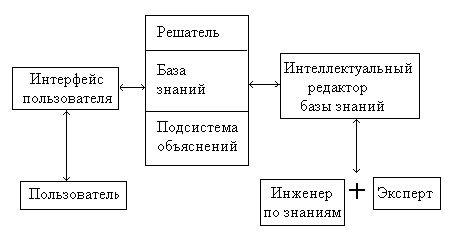 Решатель
База
знаний
Подсистема
объяснений
Интерфейс
пользователя
Интеллектуальный
редактор
базы знаний
Пользователь
Инженер
по знаниям
+
Эксперт